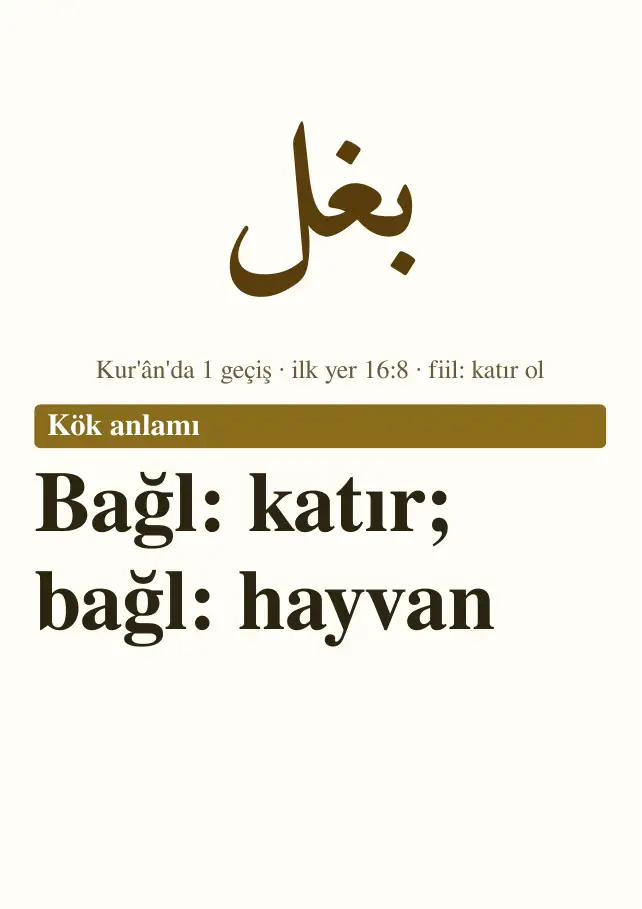 بغل
Kur'ân'da 1 geçiş · ilk yer 16:8 · fiil: katır ol
Kök anlamı
Bağl: katır;
bağl: hayvan